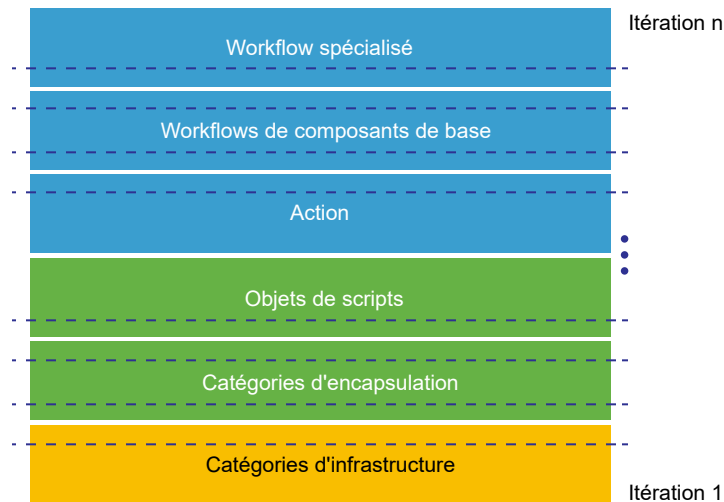 Itération n
Workflow spécialisé
Workflows de composants de base
Action
Objets de scripts
Catégories d'encapsulation
Catégories d'infrastructure
Itération 1